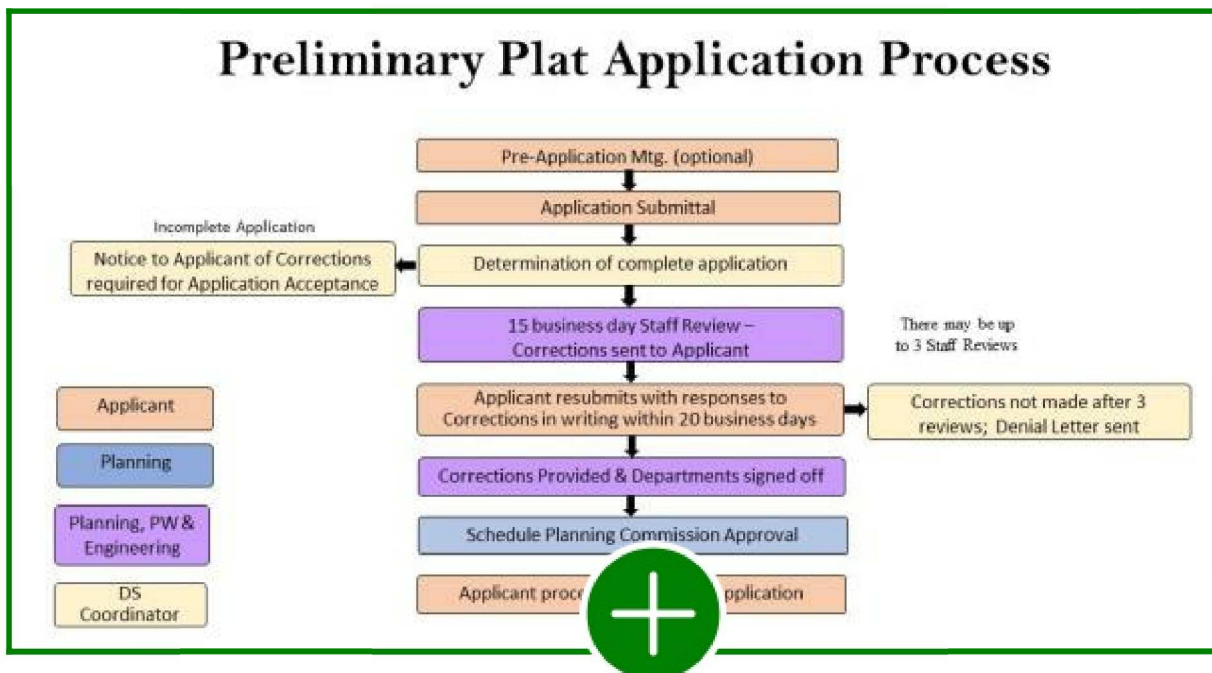 Preliminary Plat Application Process
Pre-Application Mtg. (optional)
Application Submittal
Incomplete Application
Notice to Applicant of Corrections
required for Application Acceptance
Determination of complete application
15 business day Staff Review –
Corrections sent to Applicant
There may be up
to 3 Staff Reviews
Applicant resubmits with responses to
Corrections in writing within 20 business days
Corrections not made after 3
reviews; Denial Letter sent
Corrections Provided & Departments signed off
Schedule Planning Commission Approval
Applicant
Applicant
Planning
Planning, PW &
Engineering
DS
Coordinator